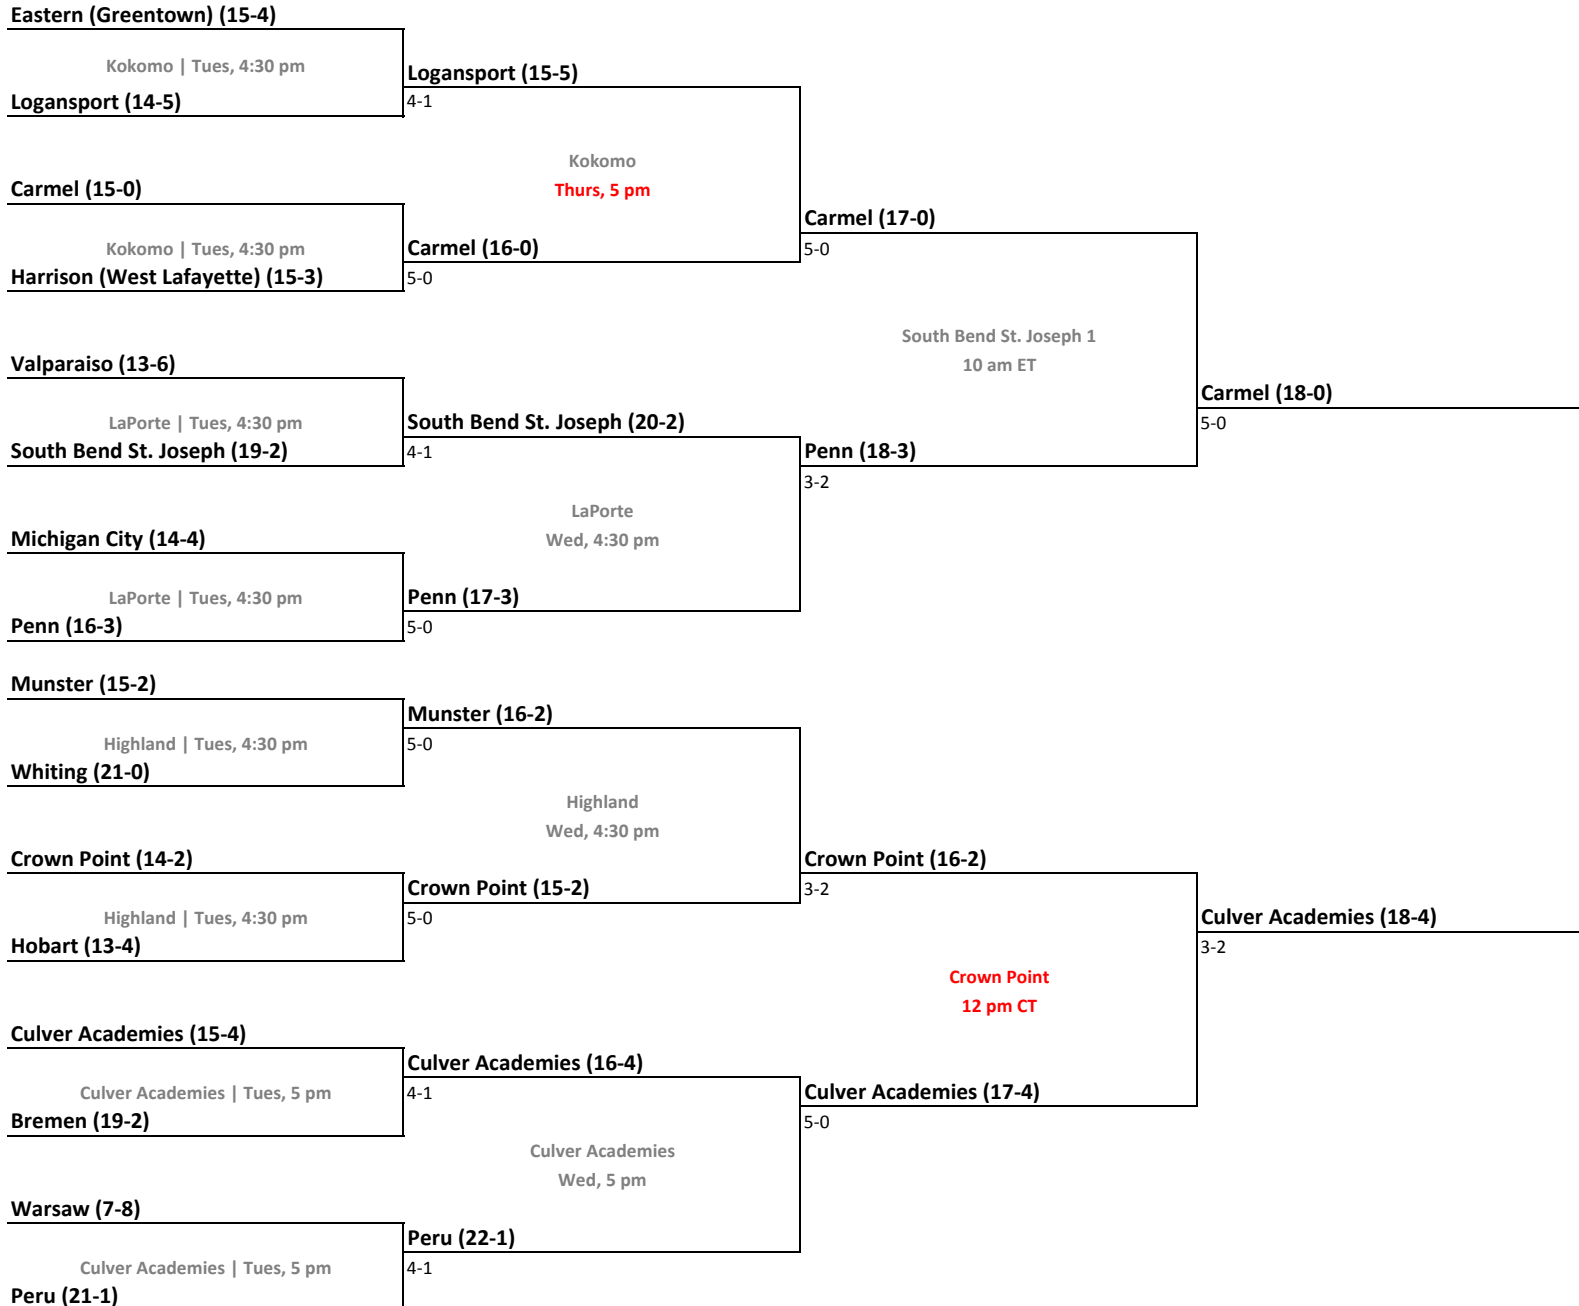 Eastern (Greentown) (15-4)
Kokomo | Tues, 4:30 pm
Logansport (15-5)
Logansport (14-5)
4-1
Kokomo
Carmel (15-0)
Thurs, 5 pm
Carmel (17-0)
Kokomo | Tues, 4:30 pm
Carmel (16-0)
5-0
Harrison (West Lafayette) (15-3)
5-0
South Bend St. Joseph 1
Valparaiso (13-6)
10 am ET
Carmel (18-0)
LaPorte | Tues, 4:30 pm
South Bend St. Joseph (20-2)
5-0
South Bend St. Joseph (19-2)
4-1
Penn (18-3)
3-2
LaPorte
Michigan City (14-4)
Wed, 4:30 pm
LaPorte | Tues, 4:30 pm
Penn (17-3)
Penn (16-3)
5-0
Munster (15-2)
Munster (16-2)
Highland | Tues, 4:30 pm
5-0
Whiting (21-0)
Highland
Wed, 4:30 pm
Crown Point (14-2)
Crown Point (16-2)
Crown Point (15-2)
3-2
Highland | Tues, 4:30 pm
5-0
Culver Academies (18-4)
Hobart (13-4)
3-2
Crown Point
12 pm CT
Culver Academies (15-4)
Culver Academies (16-4)
Culver Academies | Tues, 5 pm
4-1
Culver Academies (17-4)
Bremen (19-2)
5-0
Culver Academies
Wed, 5 pm
Warsaw (7-8)
Peru (22-1)
Culver Academies | Tues, 5 pm
4-1
Peru (21-1)